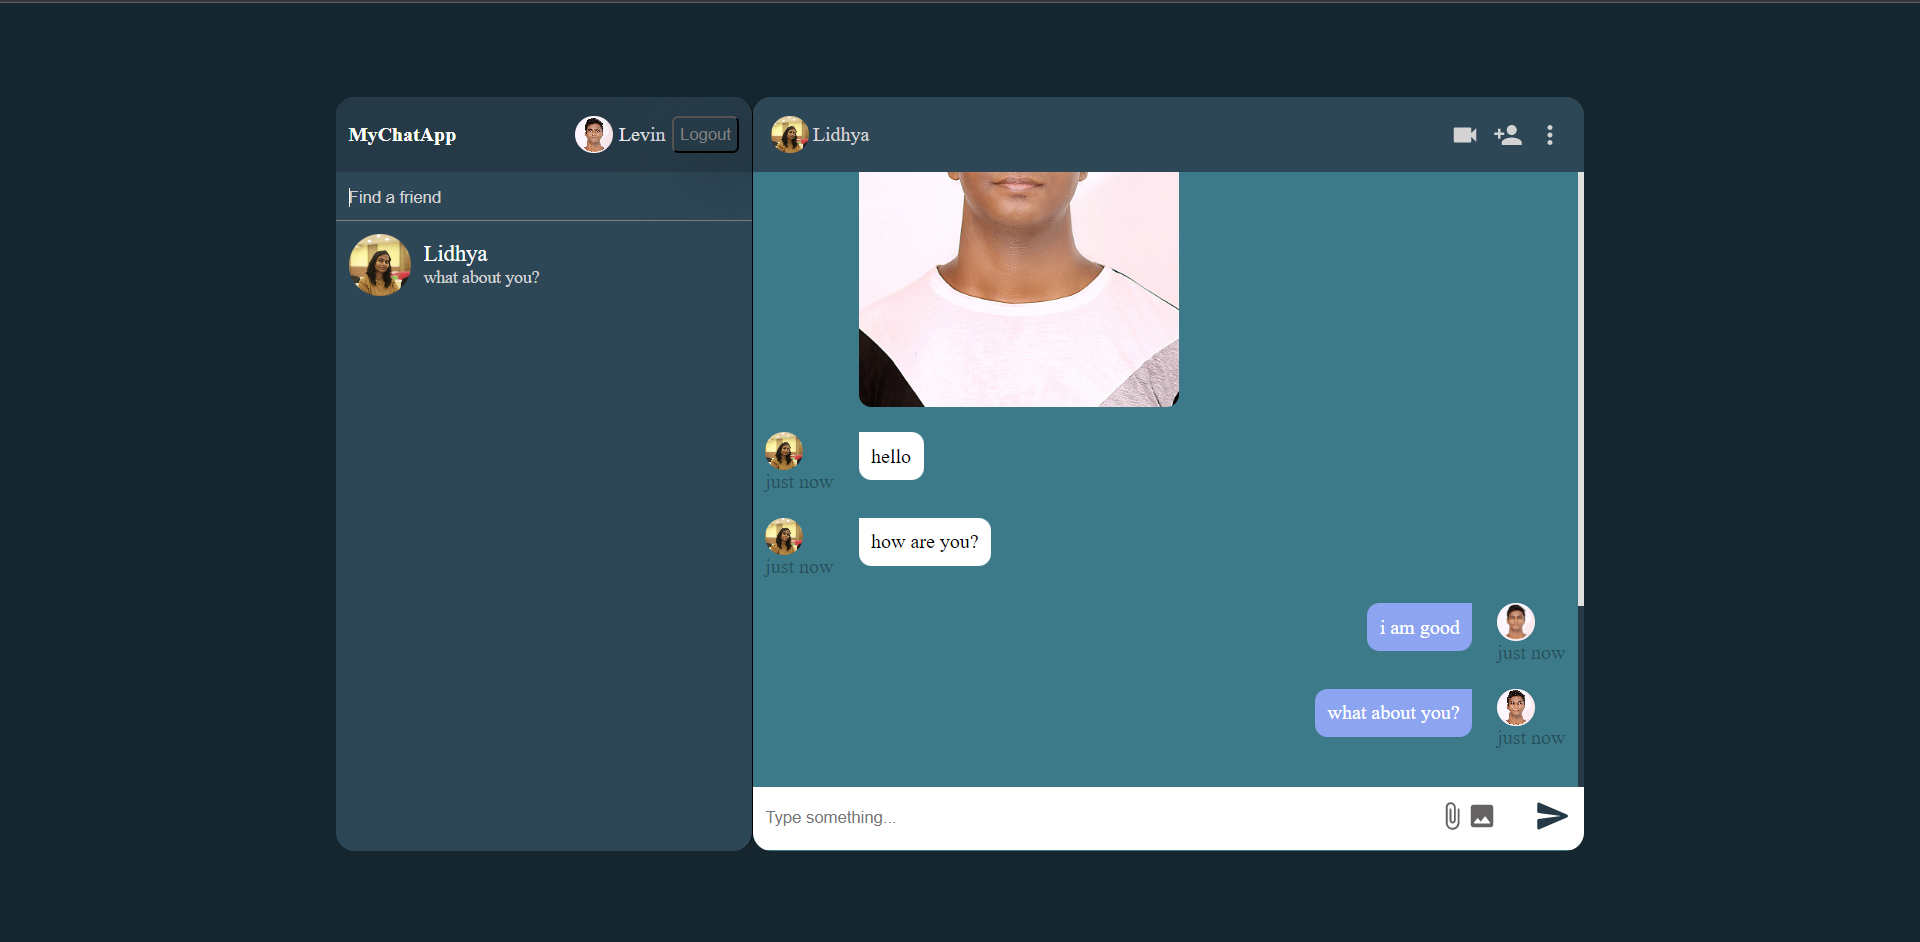 MyChatApp
Levin
Logout
Find a friend
Lidhya
what about you?
Lidhya
hello
just now
how are you?
just now
i am good
just now
what about you?
just now
Type something...